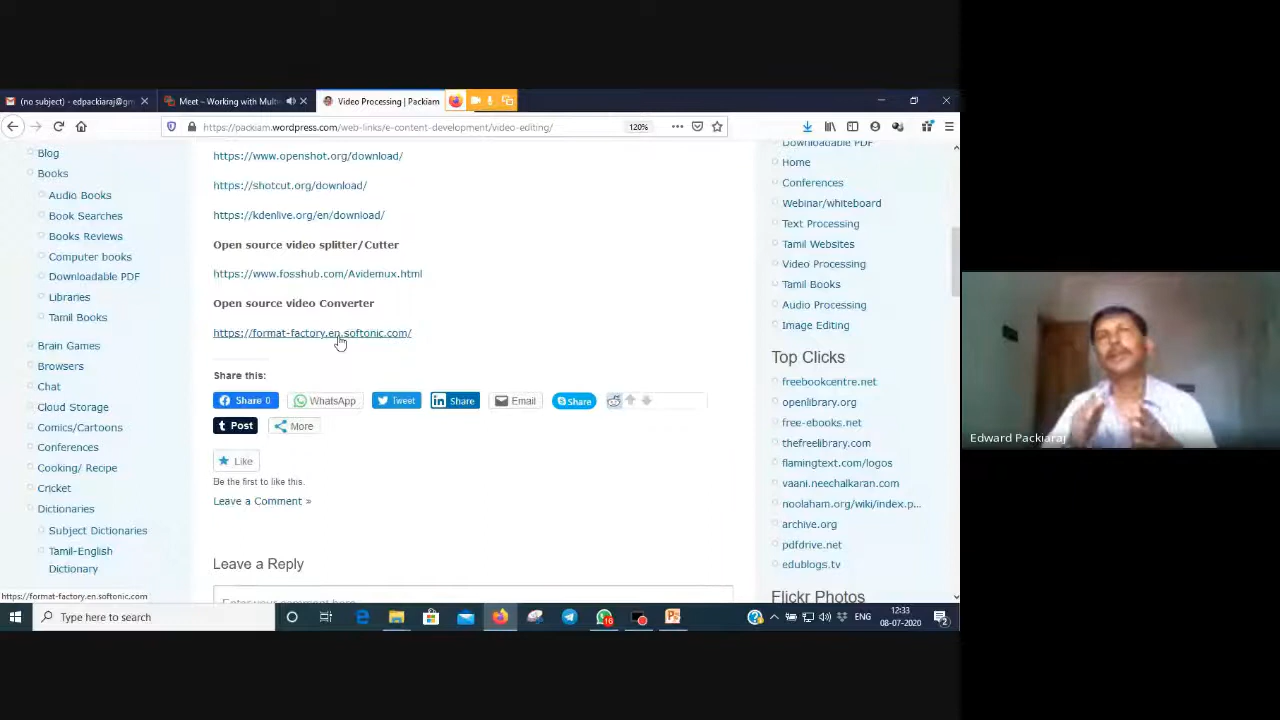 (no subject) - edpackiaraj@gm
Meet – Working with Multi
Video Processing | Packiam
https://packiam.wordpress.com/web-links/e-content-development/video-editing/
120%
Blog
Books
Audio Books
Book Searches
Books Reviews
Computer books
Downloadable PDF
Libraries
Tamil Books
Brain Games
Browsers
Chat
Cloud Storage
Comics/Cartoons
Conferences
Cooking/ Recipe
Cricket
Dictionaries
Subject Dictionaries
Tamil-English
Dictionary
https://format-factory.en.softonic.com
https://www.openshot.org/download/
https://shotcut.org/download/
https://kdenlive.org/en/download/
Open source video splitter/Cutter
https://www.fosshub.com/Avidemux.html
Open source video Converter
https://format-factory.en.softonic.com/
Share this:
Share 0
WhatsApp
Tweet
Share
Email
Share
Post
More
Like
Be the first to like this.
Leave a Comment »
Leave a Reply
Enter your comment here
Downloadable PDF
Home
Conferences
Webinar/whiteboard
Text Processing
Tamil Websites
Video Processing
Tamil Books
Audio Processing
Image Editing
Top Clicks
freebookcentre.net
openlibrary.org
free-ebooks.net
thefreelibrary.com
flamingtext.com/logos
vaani.neechalkaran.com
noolaham.org/wiki/index.p...
archive.org
pdfdrive.net
edublogs.tv
Flickr Photos
Edward Packiaraj
Type here to search
16
ENG
12:33
08-07-2020
2